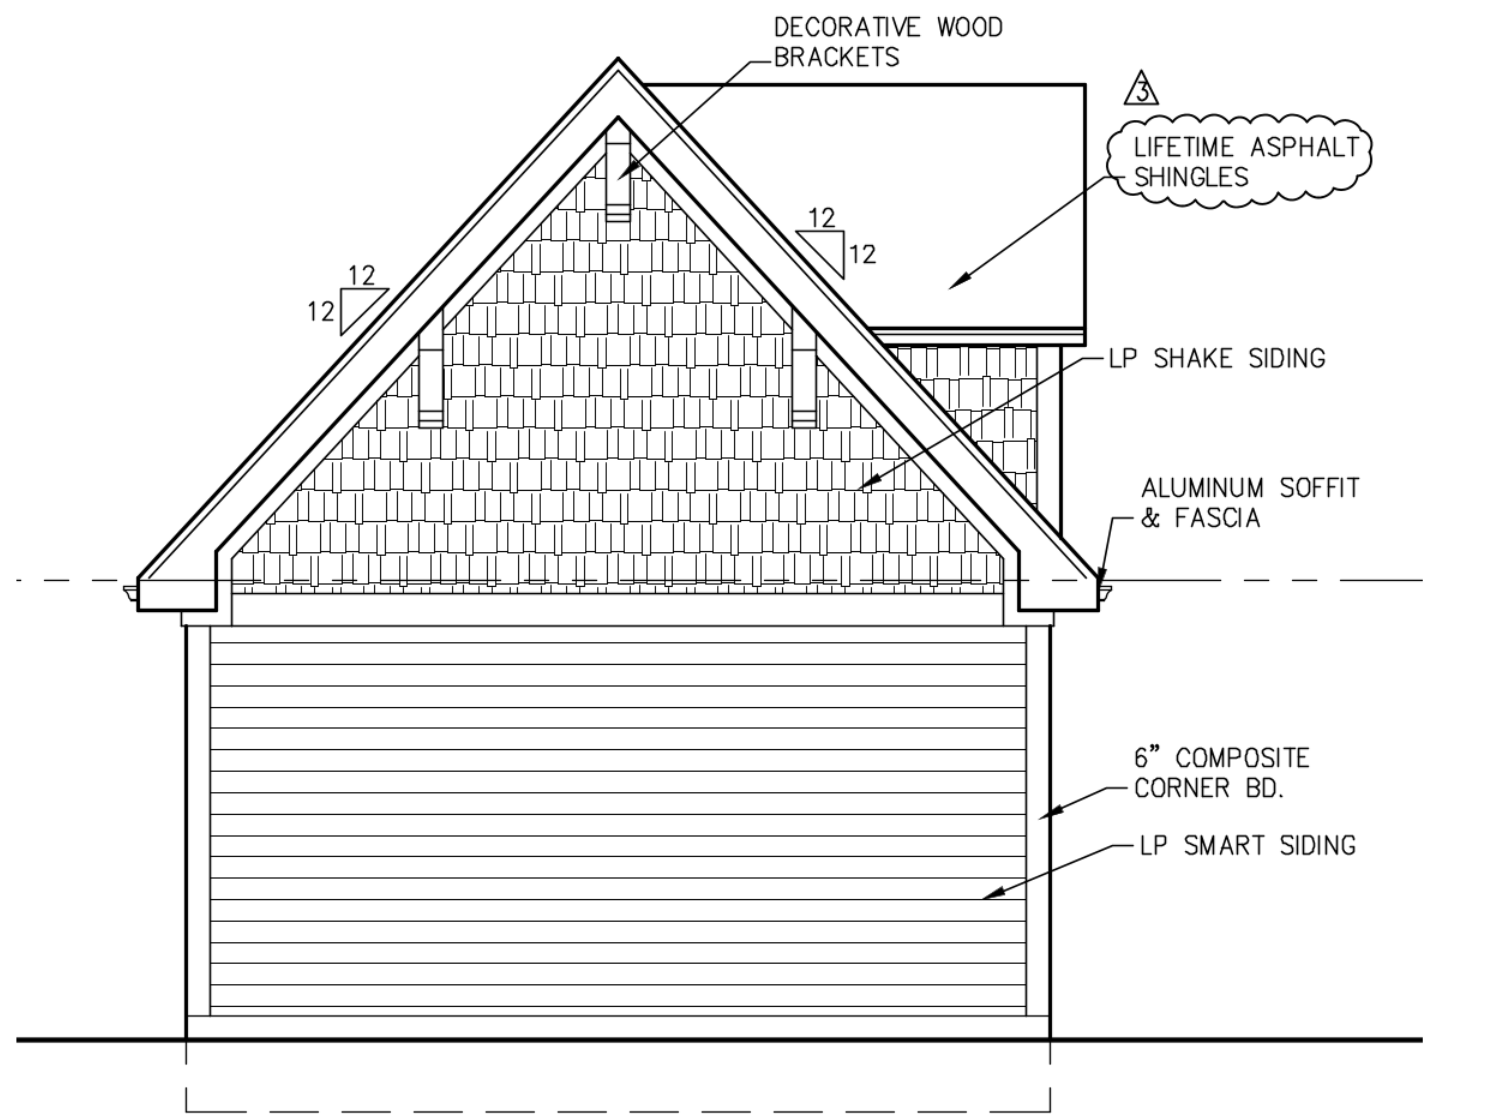 DECORATIVE WOOD
BRACKETS
3
LIFETIME ASPHALT
SHINGLES
12
12
12
12
LP SHAKE SIDING
ALUMINUM SOFFIT
& FASCIA
6" COMPOSITE
CORNER BD.
LP SMART SIDING